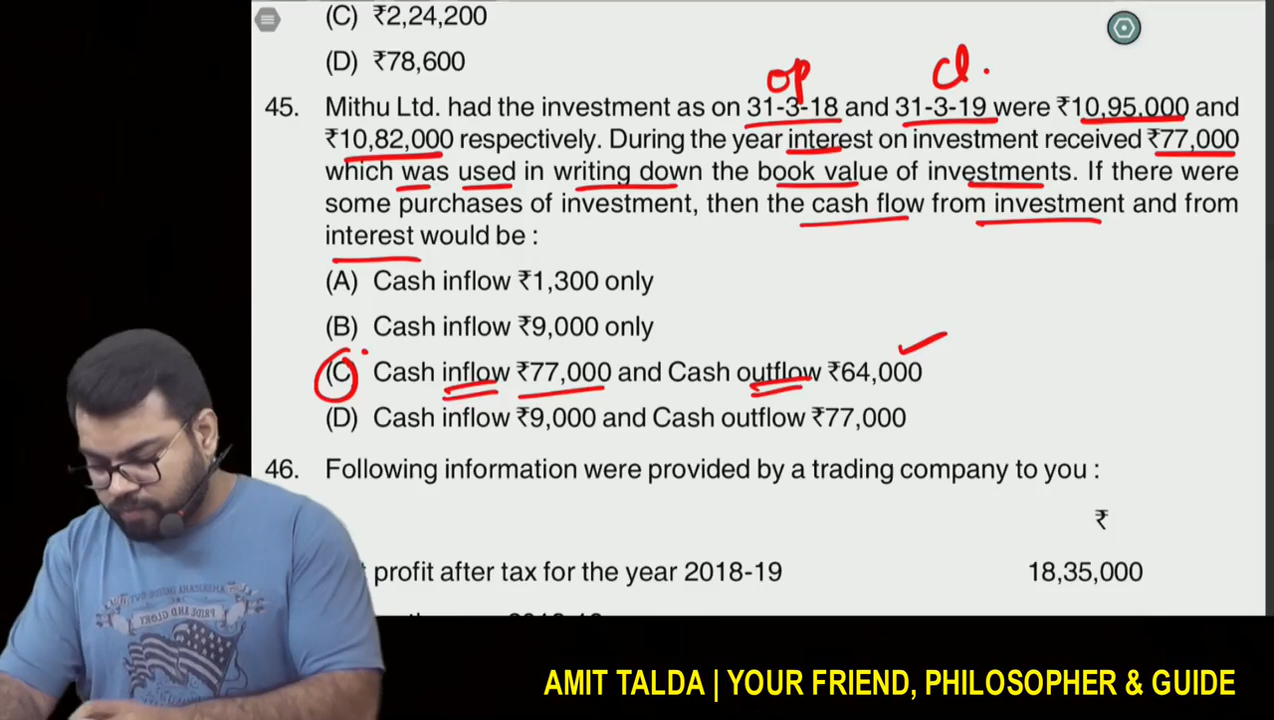 (C) ₹2,24,200
(D) ₹78,600
op cl.
45. Mithu Ltd. had the investment as on 31-3-18 and 31-3-19 were ₹10,95,000 and
₹10,82,000 respectively. During the year interest on investment received ₹77,000
which was used in writing down the book value of investments. If there were
some purchases of investment, then the cash flow from investment and from
interest would be :
(A) Cash inflow ₹1,300 only
(B) Cash inflow ₹9,000 only
(C) Cash inflow ₹77,000 and Cash outflow ₹64,000
(D) Cash inflow ₹9,000 and Cash outflow ₹77,000
46. Following information were provided by a trading company to you :
₹
profit after tax for the year 2018-19 18,35,000
PRIDE AND GLORY
AMIT TALDA | YOUR FRIEND, PHILOSOPHER & GUIDE